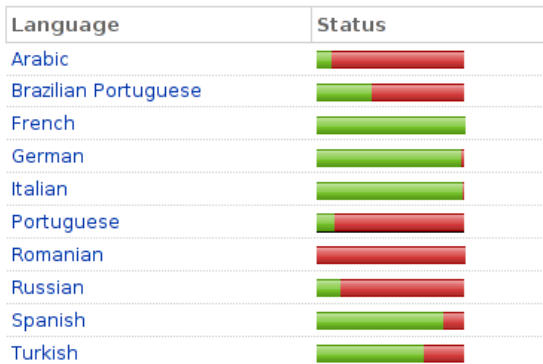 Language Status
Arabic
Brazilian Portuguese
French
German
Italian
Portuguese
Romanian
Russian
Spanish
Turkish